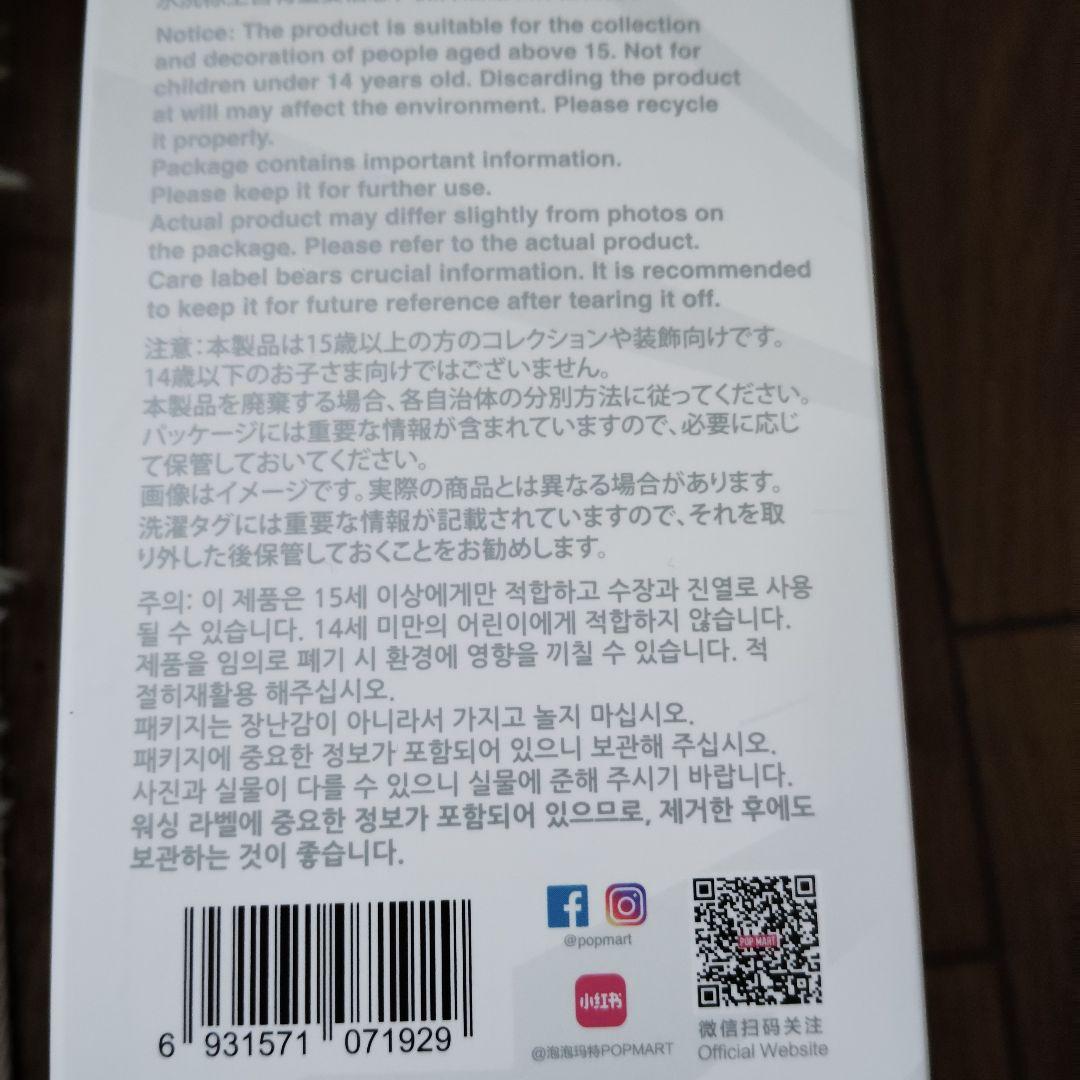 Notice: The product is suitable for the collection
and decoration of people aged above 15. Not for
children under 14 years old. Discarding the product
at will may affect the environment. Please recycle
it properly.
Package contains important information.
Please keep it for further use.
Actual product may differ slightly from photos on
the package. Please refer to the actual product.
Care label bears crucial information. It is recommended
to keep it for future reference after tearing it off.
注意：本製品は15歳以上の方のコレクションや装飾向けです。
14歳以下のお子さま向けではございません。
本製品を廃棄する場合、各自治体の分別方法に従ってください。
パッケージには重要な情報が含まれていますので、必要に応じ
て保管しておいてください。
画像はイメージです。実際の商品とは異なる場合があります。
洗濯タグには重要な情報が記載されていますので、それを取
り外した後保管しておくことをお勧めします。
주의: 이 제품은 15세 이상에게만 적합하고 수장과 진열로 사용
될 수 있습니다. 14세 미만의 어린이에게 적합하지 않습니다.
제품을 임의로 폐기 시 환경에 영향을 끼칠 수 있습니다. 적
절히재활용 해주십시오.
패키지는 장난감이 아니라서 가지고 놀지 마십시오.
패키지에 중요한 정보가 포함되어 있으니 보관해 주십시오.
사진과 실물이 다를 수 있으니 실물에 준해 주시기 바랍니다.
워싱 라벨에 중요한 정보가 포함되어 있으므로, 제거한 후에도
보관하는 것이 좋습니다.
@popmart
POP MART
小红书
6 931571 071929
@泡泡玛特POPMART
微信扫码关注
Official Website